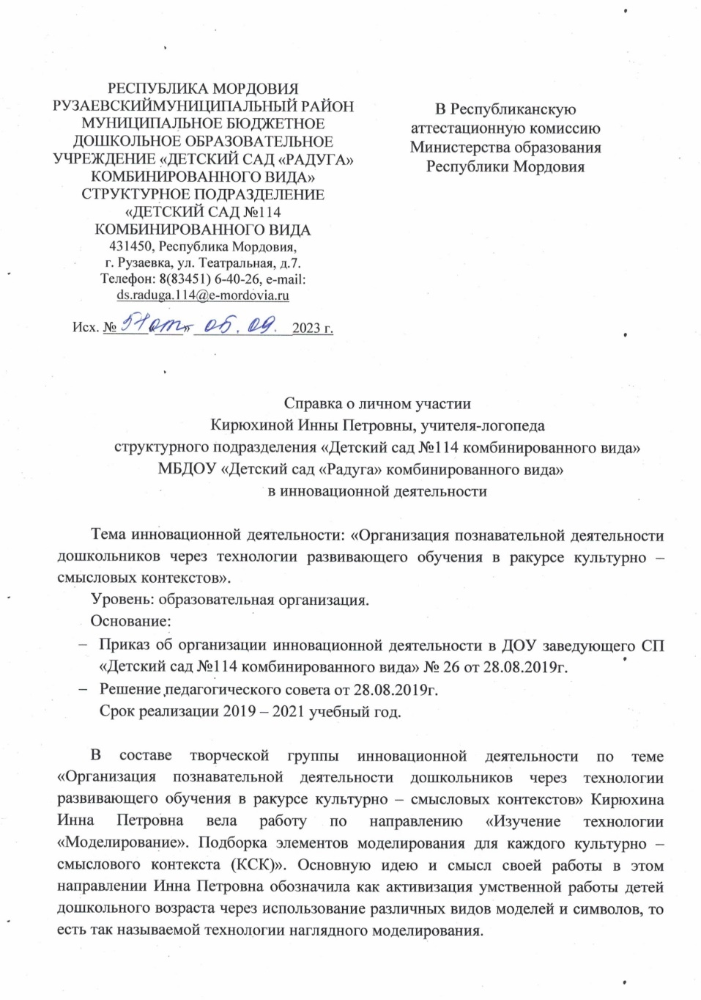 РЕСПУБЛИКА МОРДОВИЯ
РУЗАЕВСКИЙМУНИЦИПАЛЬНЫЙ РАЙОН
МУНИЦИПАЛЬНОЕ БЮДЖЕТНОЕ
ДОШКОЛЬНОЕ ОБРАЗОВАТЕЛЬНОЕ
УЧРЕЖДЕНИЕ «ДЕТСКИЙ САД «РАДУГА»
КОМБИНИРОВАННОГО ВИДА»
СТРУКТУРНОЕ ПОДРАЗДЕЛЕНИЕ
«ДЕТСКИЙ САД №114
КОМБИНИРОВАННОГО ВИДА
431450, Республика Мордовия,
г. Рузаевка, ул. Театральная, д.7.
Телефон: 8(83451) 6-40-26, e-mail:
ds.raduga.114@e-mordovia.ru
Исх. № от 05.09. 2023 г.
В Республиканскую
аттестационную комиссию
Министерства образования
Республики Мордовия
Справка о личном участии
Кирюхиной Инны Петровны, учителя-логопеда
структурного подразделения «Детский сад №114 комбинированного вида»
МБДОУ «Детский сад «Радуга» комбинированного вида»
в инновационной деятельности
Тема инновационной деятельности: «Организация познавательной деятельности
дошкольников через технологии развивающего обучения в ракурсе культурно –
смысловых контекстов».
Уровень: образовательная организация.
Основание:
– Приказ об организации инновационной деятельности в ДОУ заведующего СП
«Детский сад №114 комбинированного вида» № 26 от 28.08.2019г.
– Решение педагогического совета от 28.08.2019г.
Срок реализации 2019 – 2021 учебный год.
В составе творческой группы инновационной деятельности по теме
«Организация познавательной деятельности дошкольников через технологии
развивающего обучения в ракурсе культурно – смысловых контекстов» Кирюхина
Инна Петровна вела работу по направлению «Изучение технологии
«Моделирование». Подборка элементов моделирования для каждого культурно –
смыслового контекста (КСК)». Основную идею и смысл своей работы в этом
направлении Инна Петровна обозначила как активизация умственной работы детей
дошкольного возраста через использование различных видов моделей и символов, то
есть так называемой технологии наглядного моделирования.